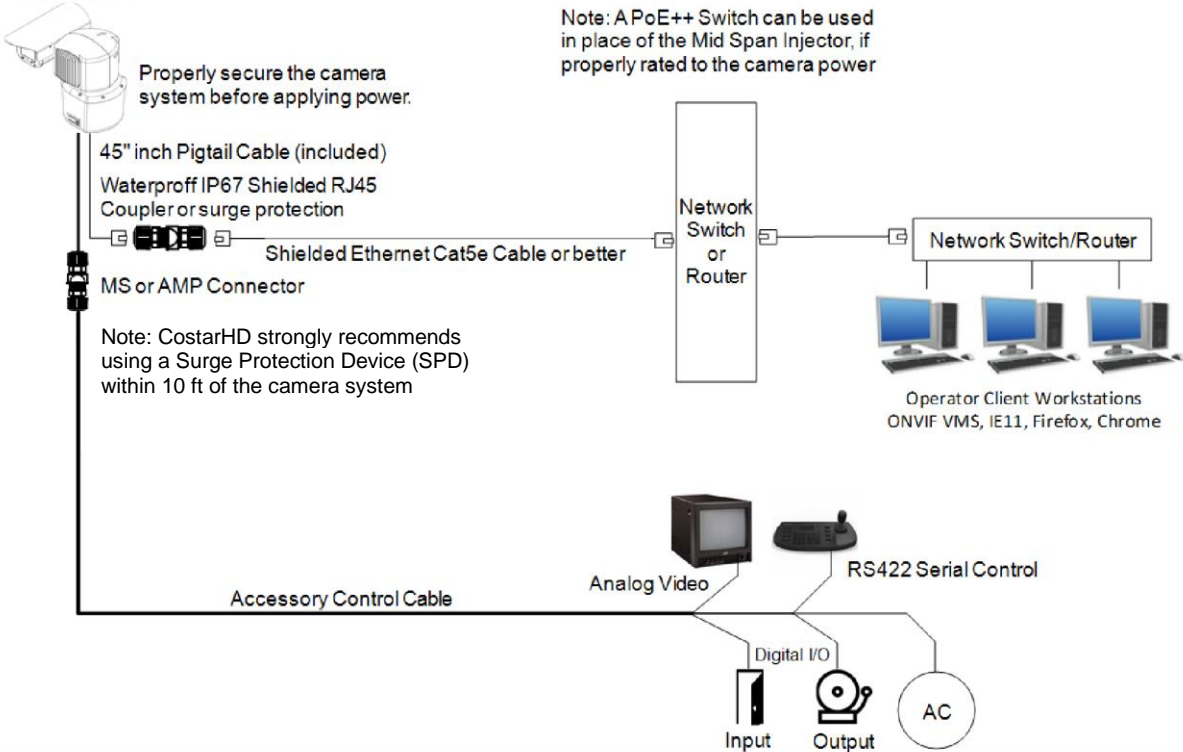 Note: A PoE++ Switch can be used
in place of the Mid Span Injector, if
properly rated to the camera power
Properly secure the camera
system before applying power.
45" inch Pigtail Cable (included)
Waterproff IP67 Shielded RJ45
Coupler or surge protection
Shielded Ethernet Cat5e Cable or better
Network
Switch
or
Router
Network Switch/Router
MS or AMP Connector
Note: CostarHD strongly recommends
using a Surge Protection Device (SPD)
within 10 ft of the camera system
Operator Client Workstations
ONVIF VMS, IE11, Firefox, Chrome
Analog Video
RS422 Serial Control
Accessory Control Cable
Digital I/O
Input
Output
AC